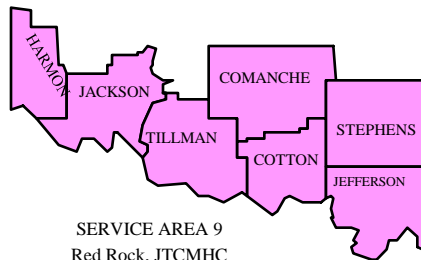 HARMON
JACKSON
COMANCHE
TILLMAN
STEPHENS
COTTON
JEFFERSON
SERVICE AREA 9
Red Rock, JTCMHC